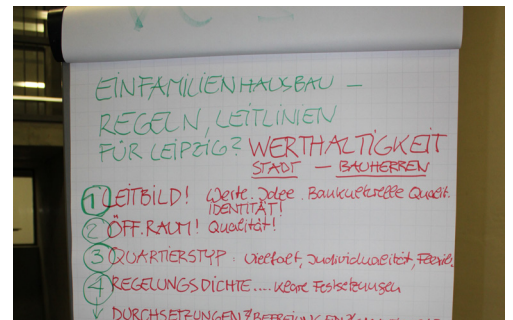 EINFAMILIENHAUSBAU –
REGELN, LEITLINIEN
FÜR LEIPZIG? WERTHALTIGKEIT
STADT – BAUHERREN
1 LEITBILD! Werte. Idee. Baukulturelle Qualit.
IDENTITÄT!
2 ÖFF. RAUM! Qualität!
3 QUARTIERSTYP: Vielfalt, Individualität,
4 REGELUNGSDICHTE.... klare Festsetzungen
↓ DURCHSETZUNGEN? BEFREIUNGEN?